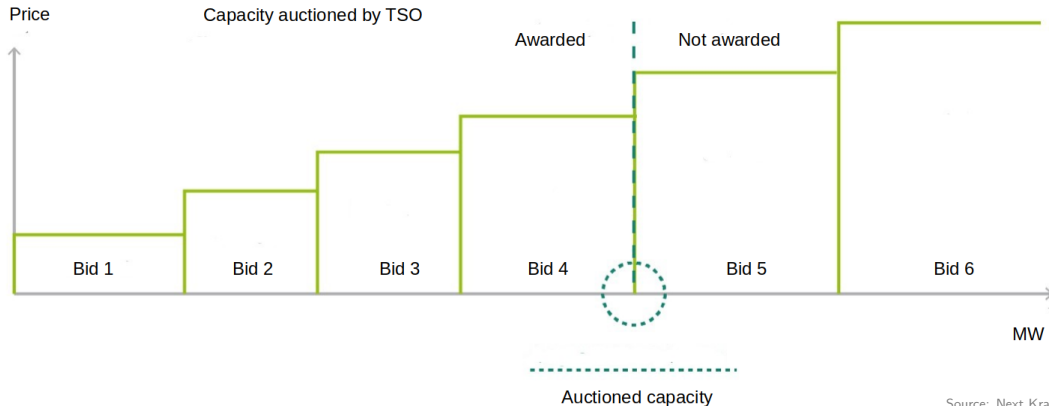 Price
Capacity auctioned by TSO
Awarded
Not awarded
Bid 1
Bid 2
Bid 3
Bid 4
Bid 5
Bid 6
MW
Auctioned capacity
Source: Next Kra